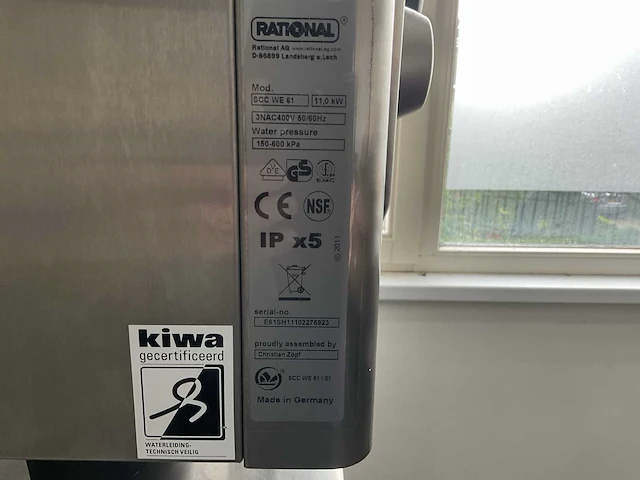 RATIONAL
Rational AG www.rational-ag.com
D-86899 Landsberg a.Lech
Mod.
SCC WE 61 11,0 kW
3NAC400V 50/60Hz
Water pressure
150-600 kPa
VDE GS
CE NSF
IP x5
(c) 2011
serial-no.
E61SH11102276923
proudly assembled by
Christian Zopf
SCC WE 61 / 01
Made in Germany
kiwa
gecertificeerd
WATERLEIDING-
TECHNISCH VEILIG